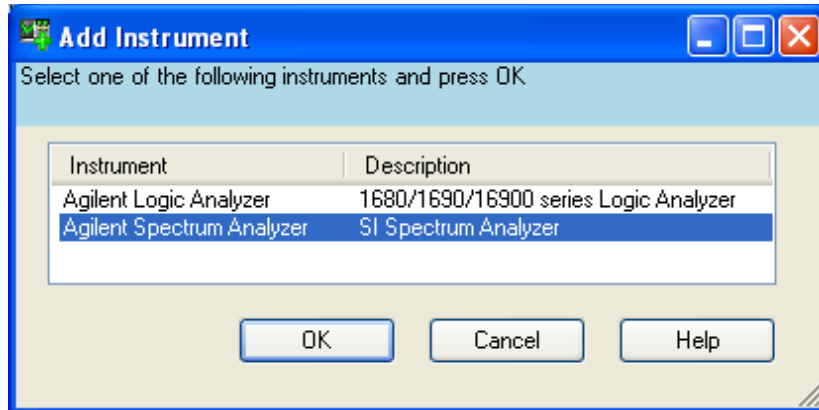 Add Instrument
Select one of the following instruments and press OK
Instrument Description
Agilent Logic Analyzer 1680/1690/16900 series Logic Analyzer
Agilent Spectrum Analyzer SI Spectrum Analyzer
OK Cancel Help